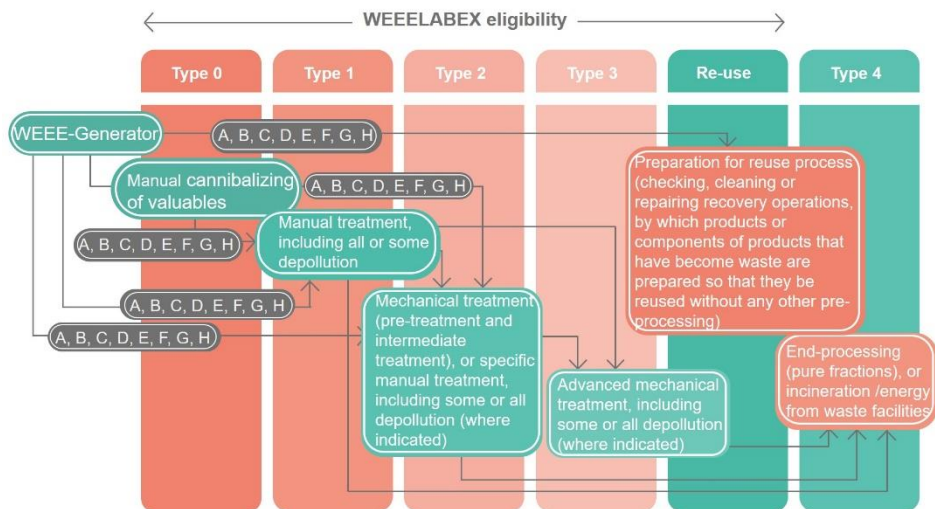 WEEELABEX eligibility
Type 0
Type 1
Type 2
Type 3
Re-use
Type 4
WEEE-Generator
A, B, C, D, E, F, G, H
Manual cannibalizing
of valuables
A, B, C, D, E, F, G, H
Preparation for reuse process
(checking, cleaning or
repairing recovery operations,
by which products or
components of products that
have become waste are
prepared so that they be
reused without any other pre-
processing)
A, B, C, D, E, F, G, H
Manual treatment,
including all or some
depollution
A, B, C, D, E, F, G, H
A, B, C, D, E, F, G, H
Mechanical treatment
(pre-treatment and
intermediate
treatment), or specific
manual treatment,
including some or all
depollution (where
indicated)
Advanced mechanical
treatment, including
some or all depollution
(where indicated)
End-processing
(pure fractions), or
incineration /energy
from waste facilities